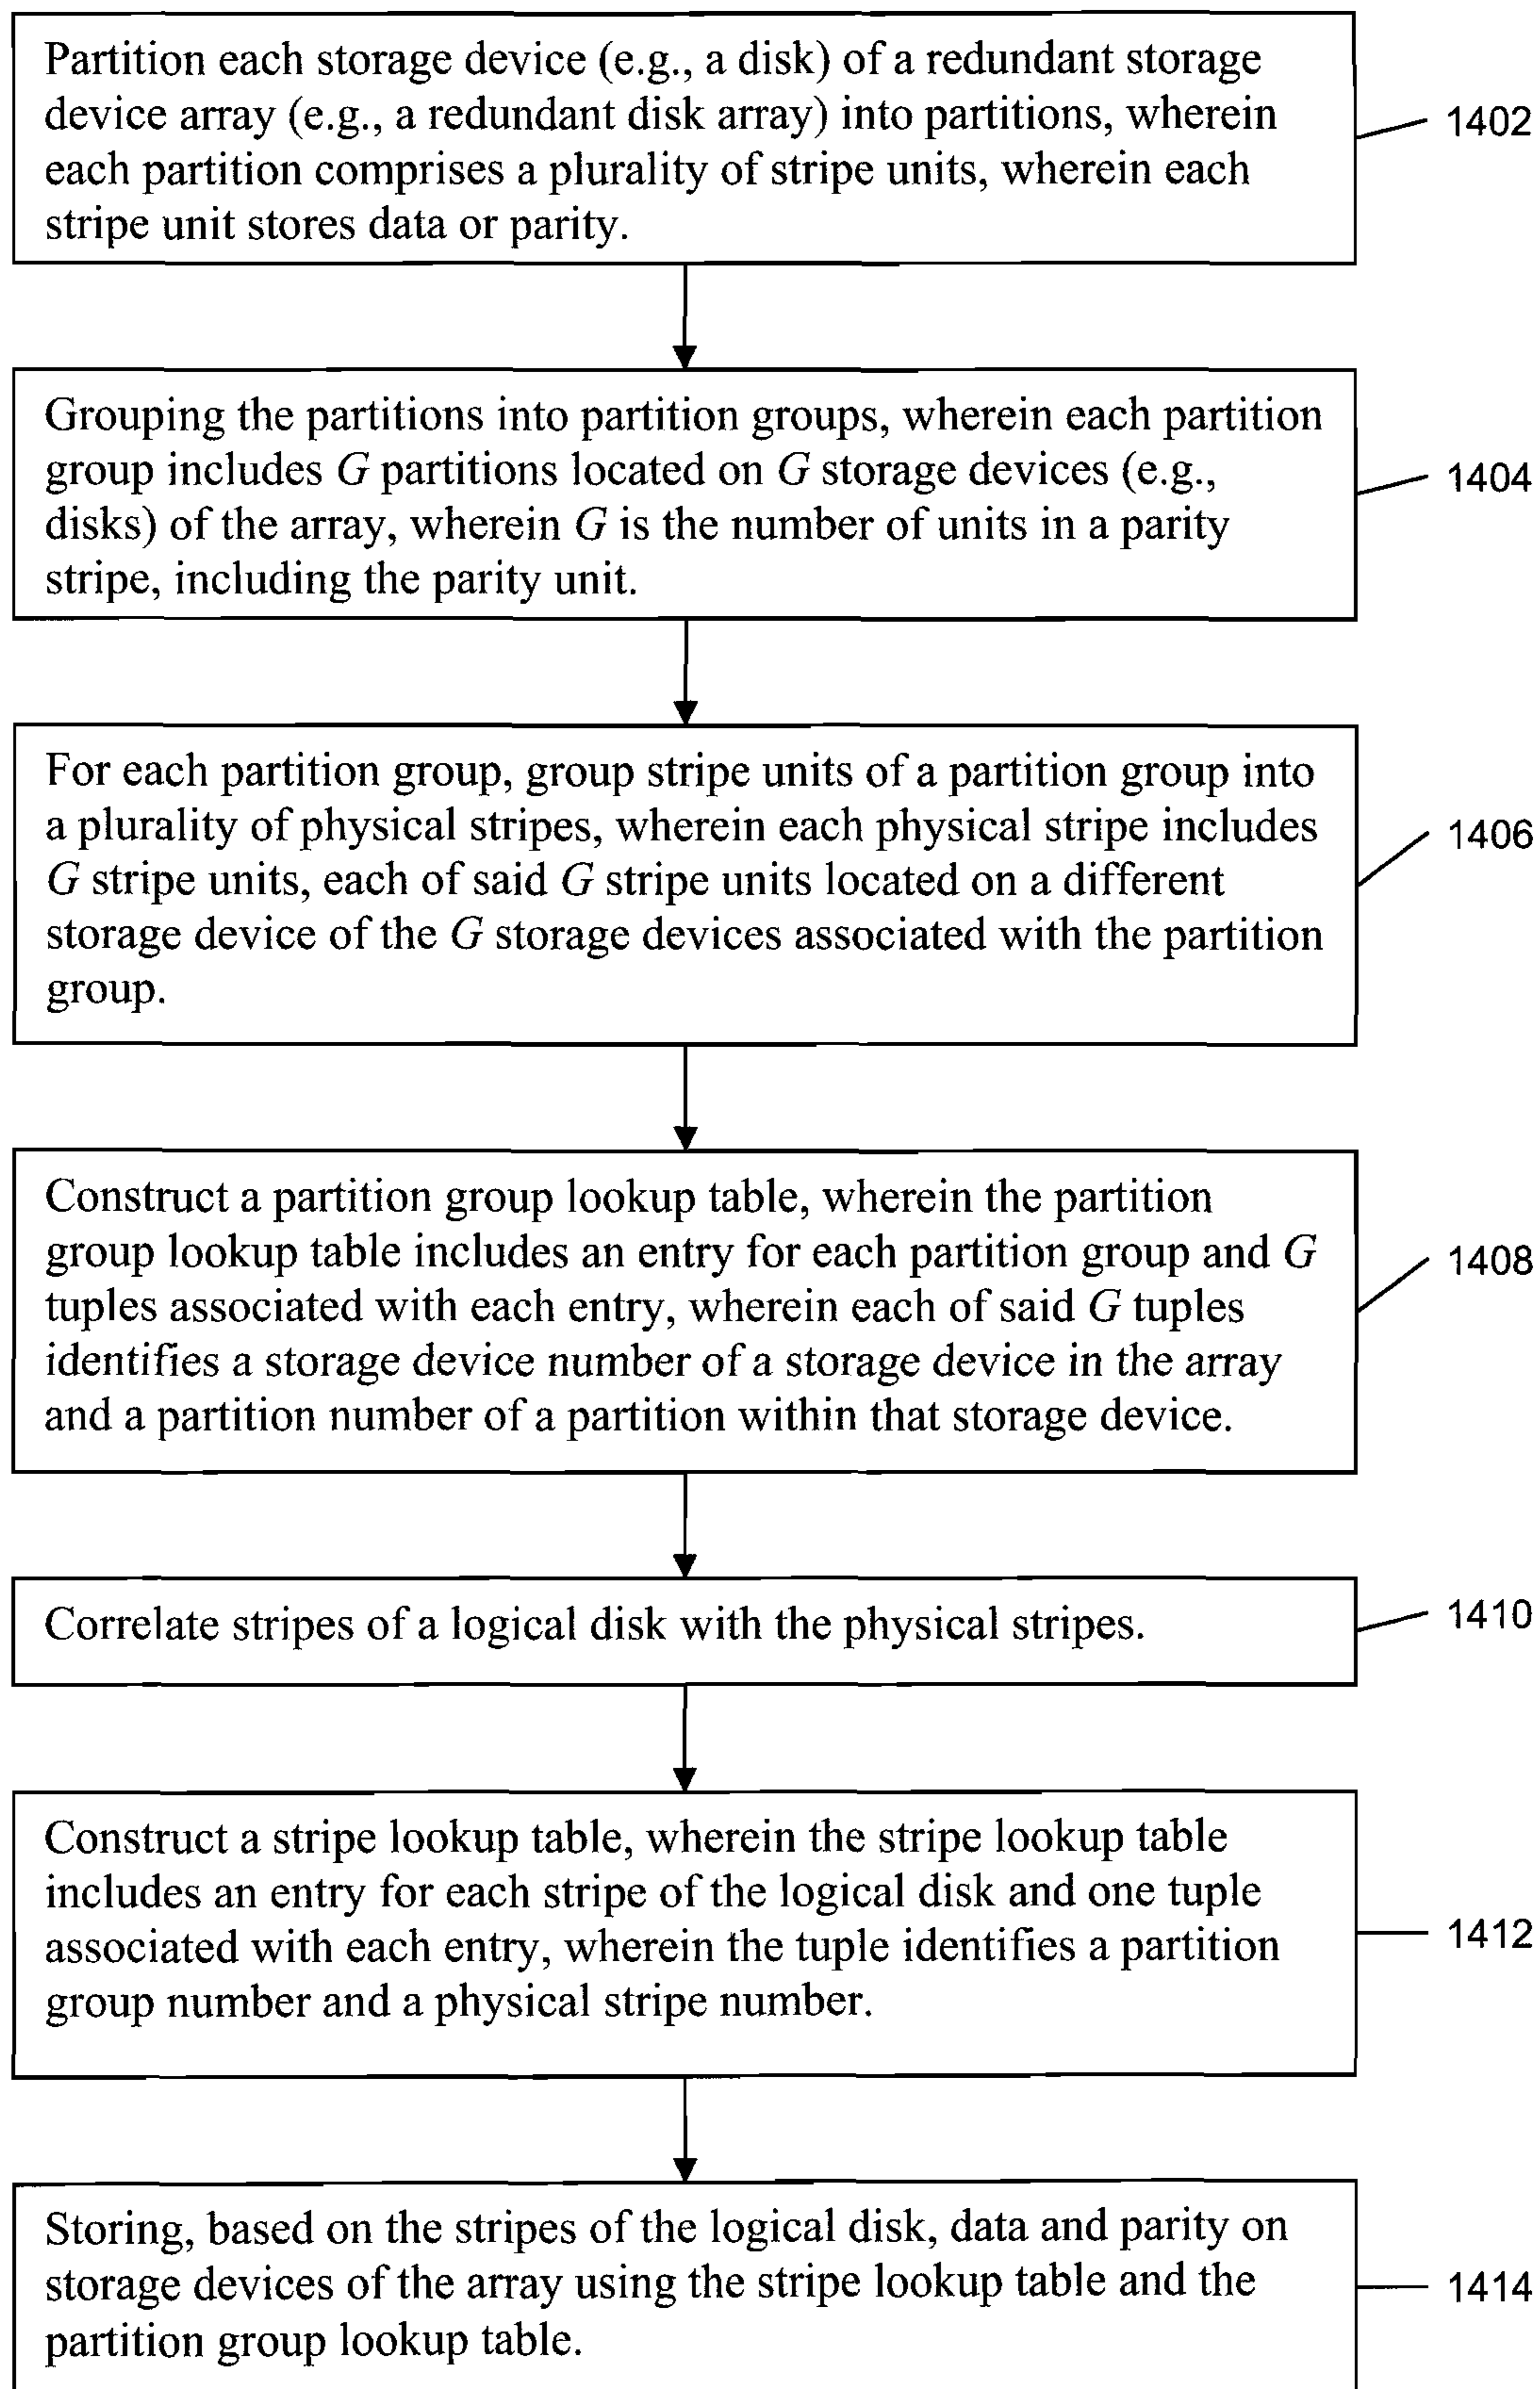 Partition each storage device (e.g., a disk) of a redundant storage
device array (e.g., a redundant disk array) into partitions, wherein
each partition comprises a plurality of stripe units, wherein each
stripe unit stores data or parity.
1402
Grouping the partitions into partition groups, wherein each partition
group includes G partitions located on G storage devices (e.g.,
disks) of the array, wherein G is the number of units in a parity
stripe, including the parity unit.
1404
For each partition group, group stripe units of a partition group into
a plurality of physical stripes, wherein each physical stripe includes
G stripe units, each of said G stripe units located on a different
storage device of the G storage devices associated with the partition
group.
1406
Construct a partition group lookup table, wherein the partition
group lookup table includes an entry for each partition group and G
tuples associated with each entry, wherein each of said G tuples
identifies a storage device number of a storage device in the array
and a partition number of a partition within that storage device.
1408
Correlate stripes of a logical disk with the physical stripes.
1410
Construct a stripe lookup table, wherein the stripe lookup table
includes an entry for each stripe of the logical disk and one tuple
associated with each entry, wherein the tuple identifies a partition
group number and a physical stripe number.
1412
Storing, based on the stripes of the logical disk, data and parity on
storage devices of the array using the stripe lookup table and the
partition group lookup table.
1414